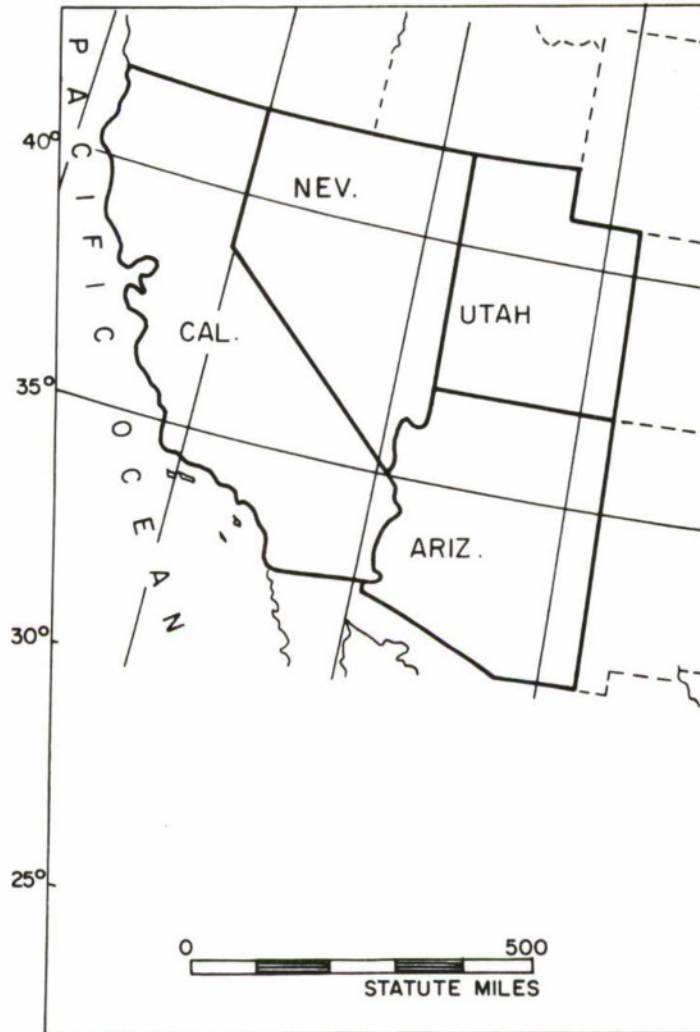 PACIFIC
OCEAN
40°
NEV.
UTAH
CAL.
35°
ARIZ.
30°
25°
0 500
STATUTE MILES